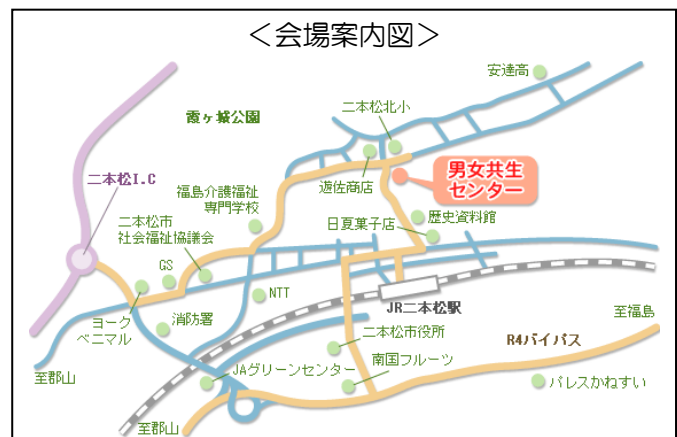 ＜会場案内図＞
安達高
二本松北小
霞ヶ城公園
遊佐商店
男女共生
センター
二本松I.C
福島介護福祉
専門学校
歴史資料館
日夏菓子店
二本松市
社会福祉協議会
GS
NTT
JR二本松駅
ヨーク
ベニマル
消防署
至福島
二本松市役所
R4バイパス
JAグリーンセンター
南国フルーツ
至郡山
パレスかねすい
至郡山